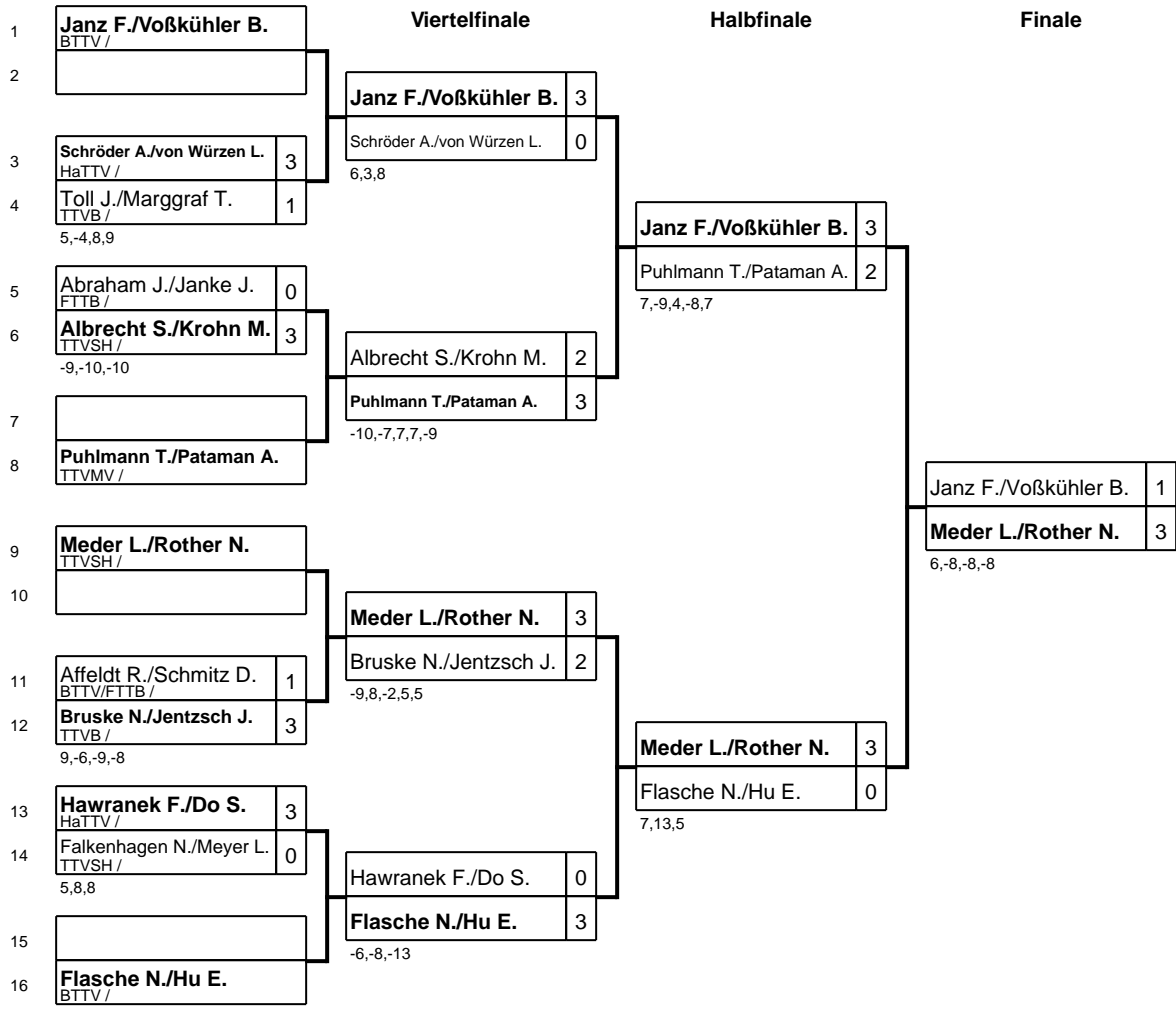 Viertelfinale
Halbfinale
Finale
1
Janz F./Voßkühler B.
BTTV /
2
3
Schröder A./von Würzen L. 3
HaTTV /
4
Toll J./Marggraf T. 1
TTVB /
5,-4,8,9
5
Abraham J./Janke J. 0
FTTB /
6
Albrecht S./Krohn M. 3
TTVSH /
-9,-10,-10
7
8
Puhlmann T./Pataman A.
TTVMV /
9
Meder L./Rother N.
TTVSH /
10
11
Affeldt R./Schmitz D. 1
BTTV/FTTB /
12
Bruske N./Jentzsch J. 3
TTVB /
9,-6,-9,-8
13
Hawranek F./Do S. 3
HaTTV /
14
Falkenhagen N./Meyer L. 0
TTVSH /
5,8,8
15
16
Flasche N./Hu E.
BTTV /
Janz F./Voßkühler B. 3
Schröder A./von Würzen L. 0
6,3,8
Albrecht S./Krohn M. 2
Puhlmann T./Pataman A. 3
-10,-7,7,7,-9
Meder L./Rother N. 3
Bruske N./Jentzsch J. 2
-9,8,-2,5,5
Hawranek F./Do S. 0
Flasche N./Hu E. 3
-6,-8,-13
Janz F./Voßkühler B. 3
Puhlmann T./Pataman A. 2
7,-9,4,-8,7
Meder L./Rother N. 3
Flasche N./Hu E. 0
7,13,5
Janz F./Voßkühler B. 1
Meder L./Rother N. 3
6,-8,-8,-8